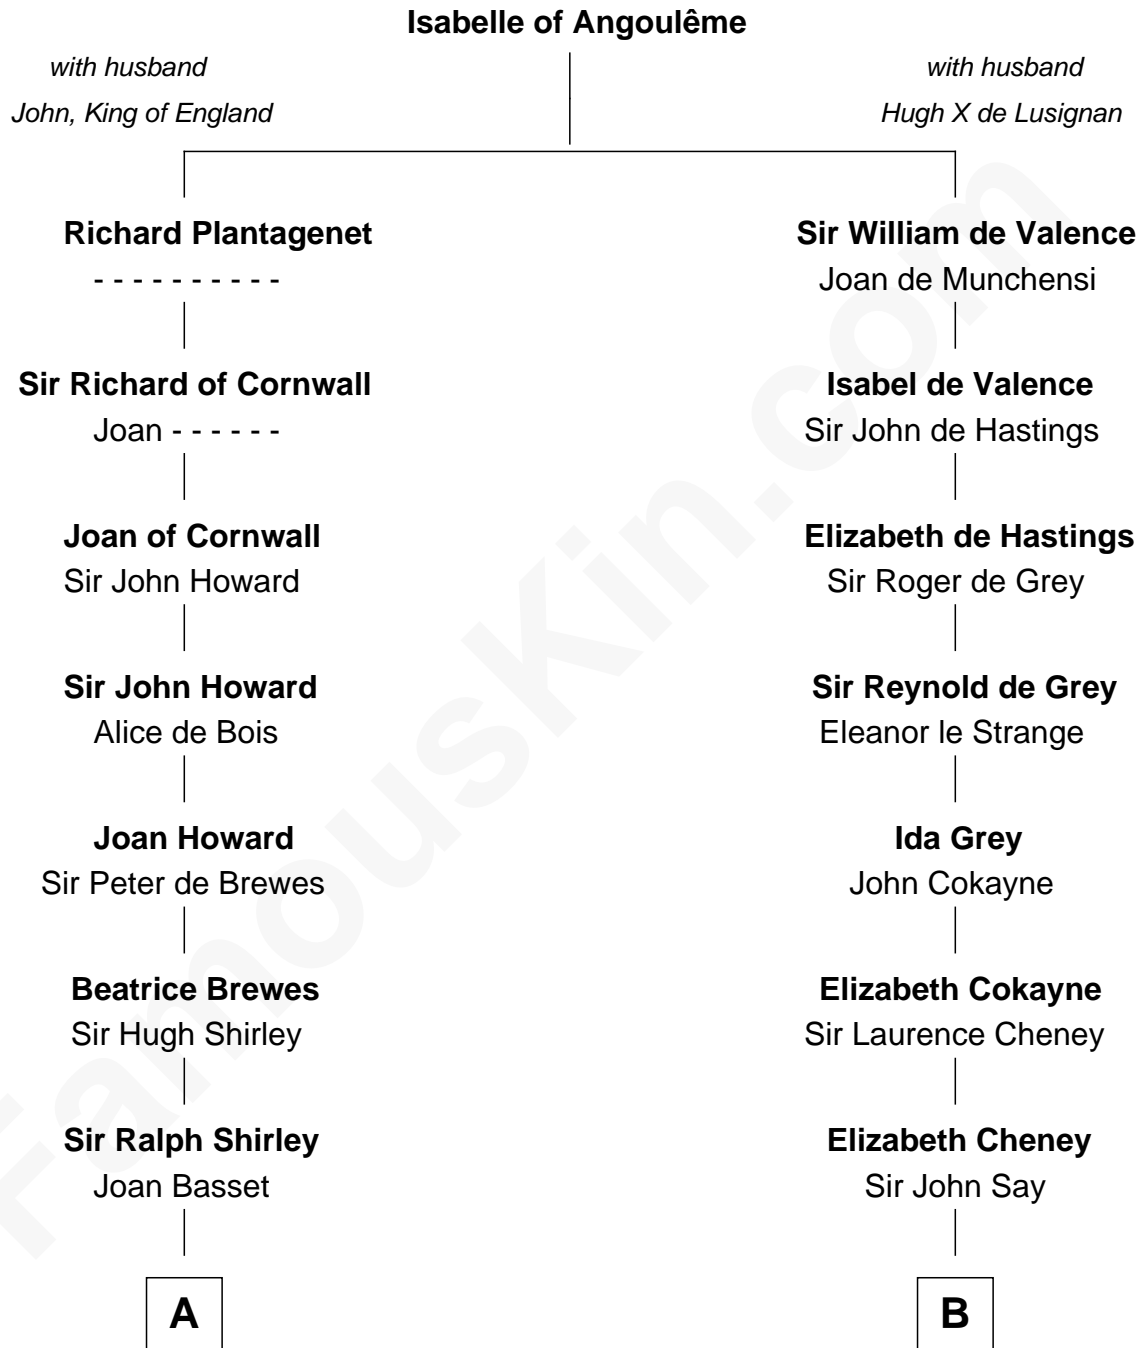 Isabelle of Angoulême
with husband
John, King of England
with husband
Hugh X de Lusignan
Richard Plantagenet
- - - - - - - - - -
Sir William de Valence
Joan de Munchensi
Sir Richard of Cornwall
Joan - - - - - -
Isabel de Valence
Sir John de Hastings
Joan of Cornwall
Sir John Howard
Elizabeth de Hastings
Sir Roger de Grey
Sir John Howard
Alice de Bois
Sir Reynold de Grey
Eleanor le Strange
Joan Howard
Sir Peter de Brewes
Ida Grey
John Cokayne
Beatrice Brewes
Sir Hugh Shirley
Elizabeth Cokayne
Sir Laurence Cheney
Sir Ralph Shirley
Joan Basset
Elizabeth Cheney
Sir John Say
A
B
FamousKin.com